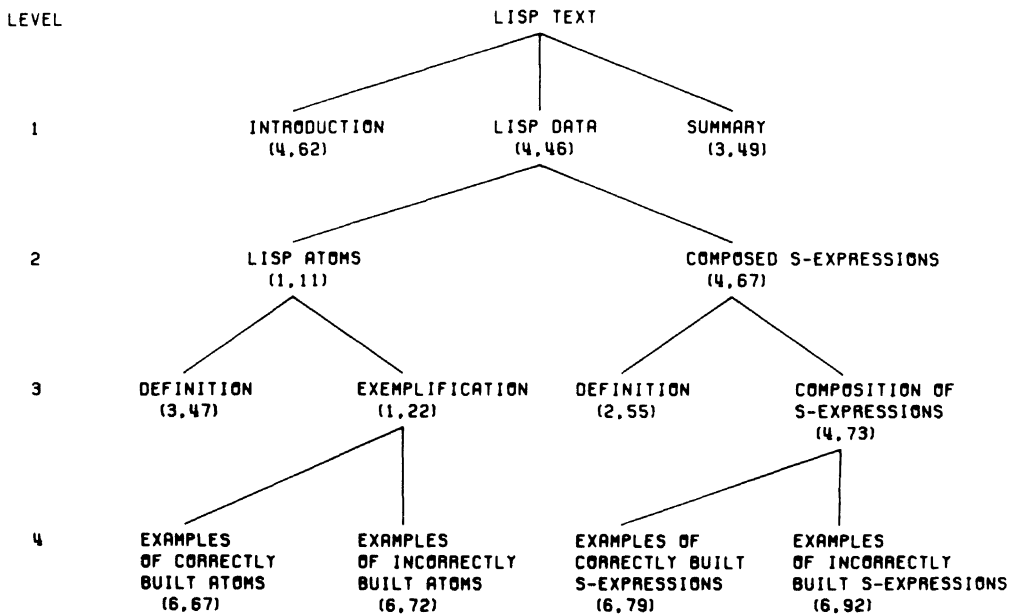 LEVEL LISP TEXT
1 INTRODUCTION LISP DATA SUMMARY
(4,62) (4,46) (3,49)
2 LISP ATOMS COMPOSED S-EXPRESSIONS
(1,11) (4,67)
3 DEFINITION EXEMPLIFICATION DEFINITION COMPOSITION OF
(3,47) (1,22) (2,55) S-EXPRESSIONS
(4,73)
4 EXAMPLES EXAMPLES EXAMPLES OF EXAMPLES
OF CORRECTLY OF INCORRECTLY CORRECTLY BUILT OF INCORRECTLY
BUILT ATOMS BUILT ATOMS S-EXPRESSIONS BUILT S-EXPRESSIONS
(6,67) (6,72) (6,79) (6,92)